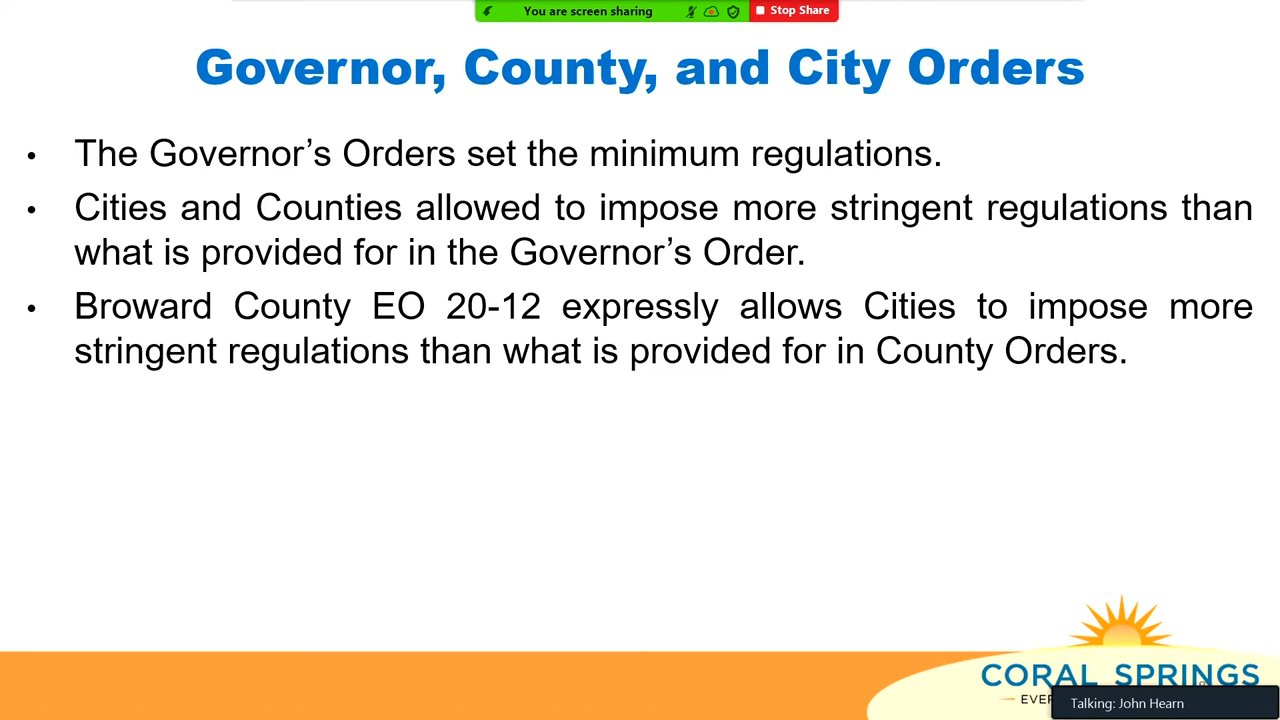 You are screen sharing
Stop Share
Governor, County, and City Orders
• The Governor’s Orders set the minimum regulations.
• Cities and Counties allowed to impose more stringent regulations than
what is provided for in the Governor’s Order.
• Broward County EO 20-12 expressly allows Cities to impose more
stringent regulations than what is provided for in County Orders.
CORAL SPRINGS
Talking: John Hearn